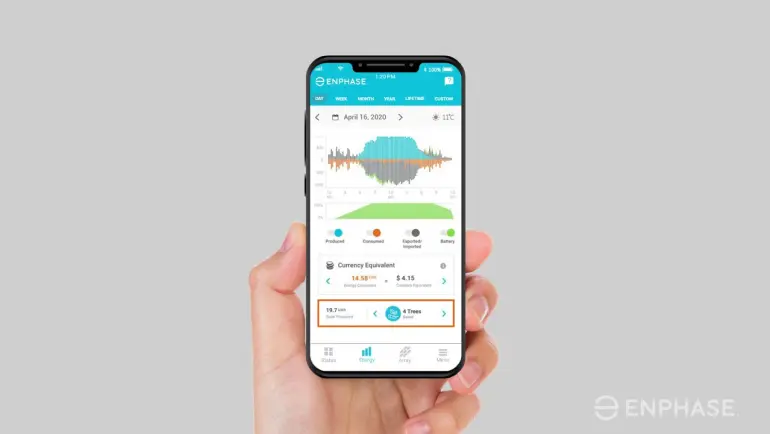 100%
1:20 PM
ENPHASE
DAY WEEK MONTH YEAR LIFETIME CUSTOM
April 16, 2020 11°C
Produced Consumed Exported/ Imported Battery
Currency Equivalent
14.58 kWh = $ 4.15
Energy Consumed Currency Equivalent
19.7 kWh 4 Trees
Solar Produced Saved
Status Energy Array Menu
ENPHASE